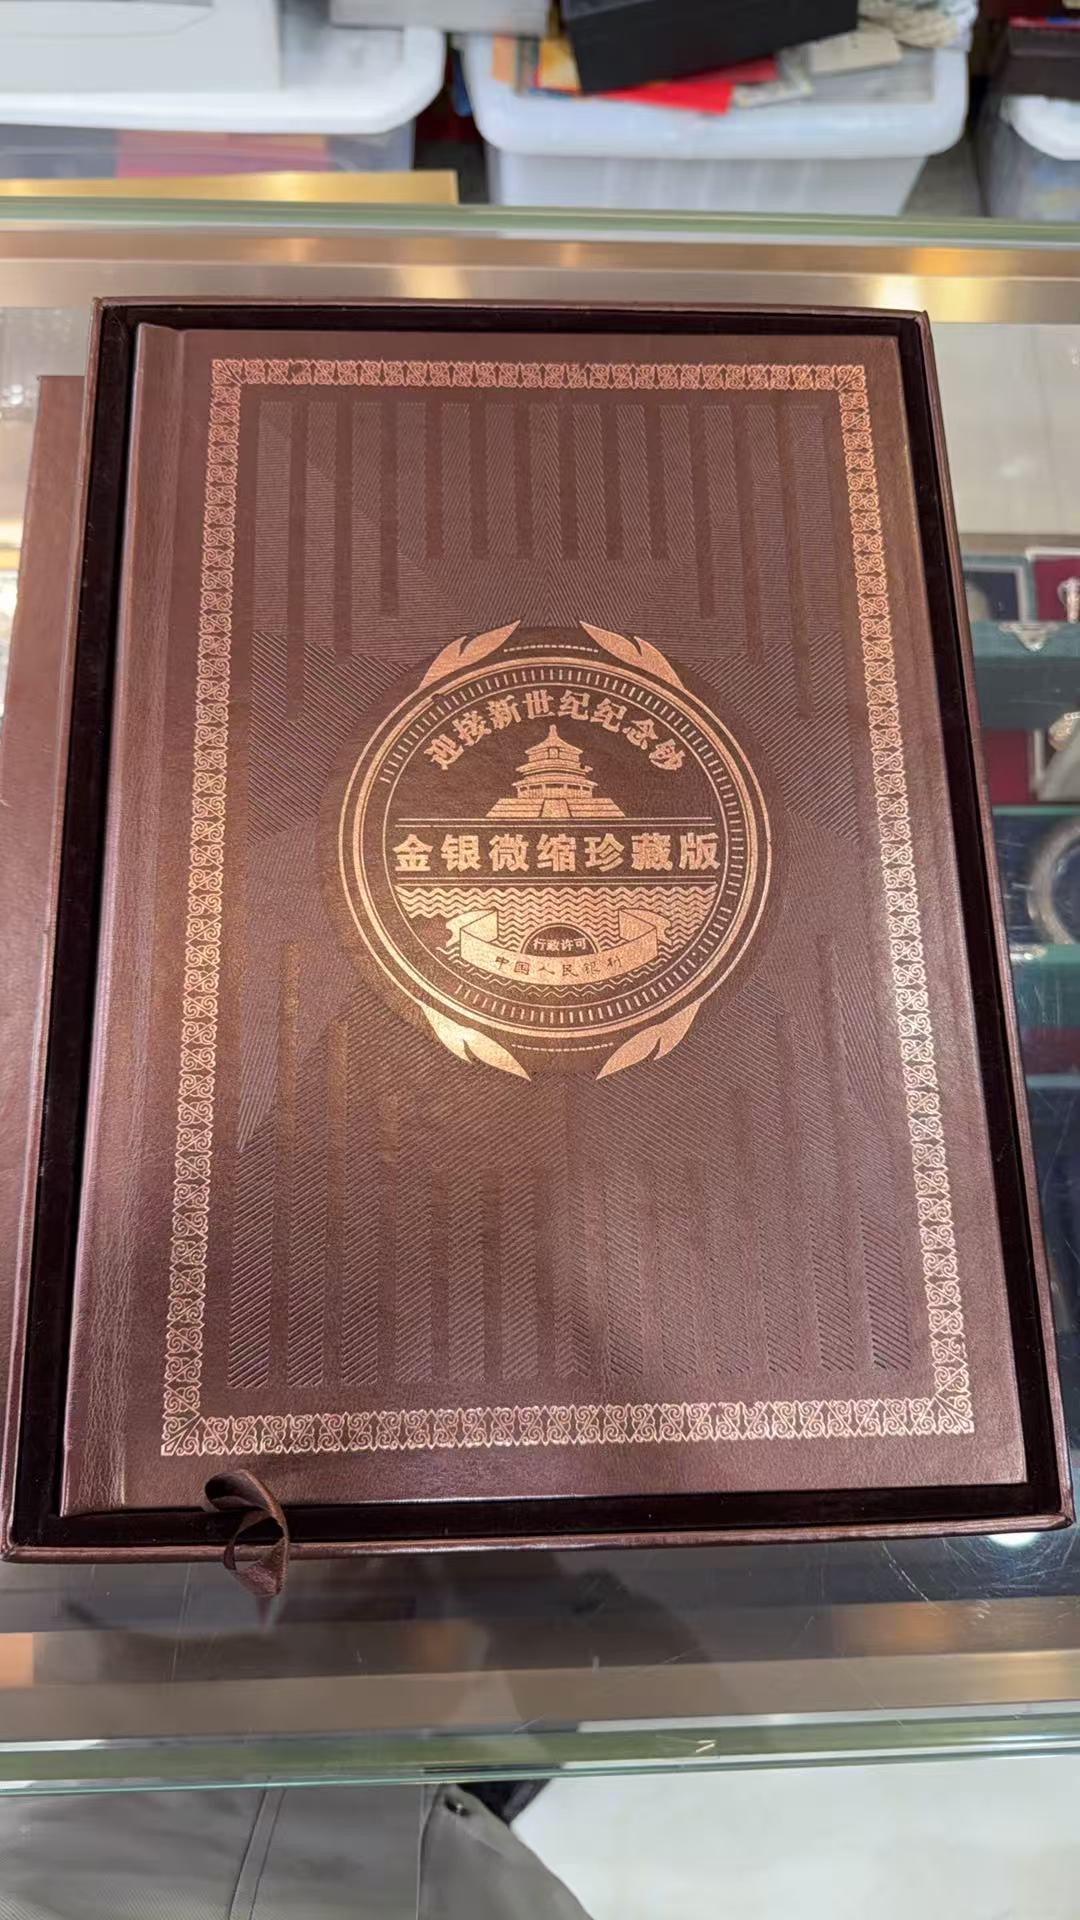 迎接新世纪纪念钞
金银微缩珍藏版
行政许可
中国人民银行